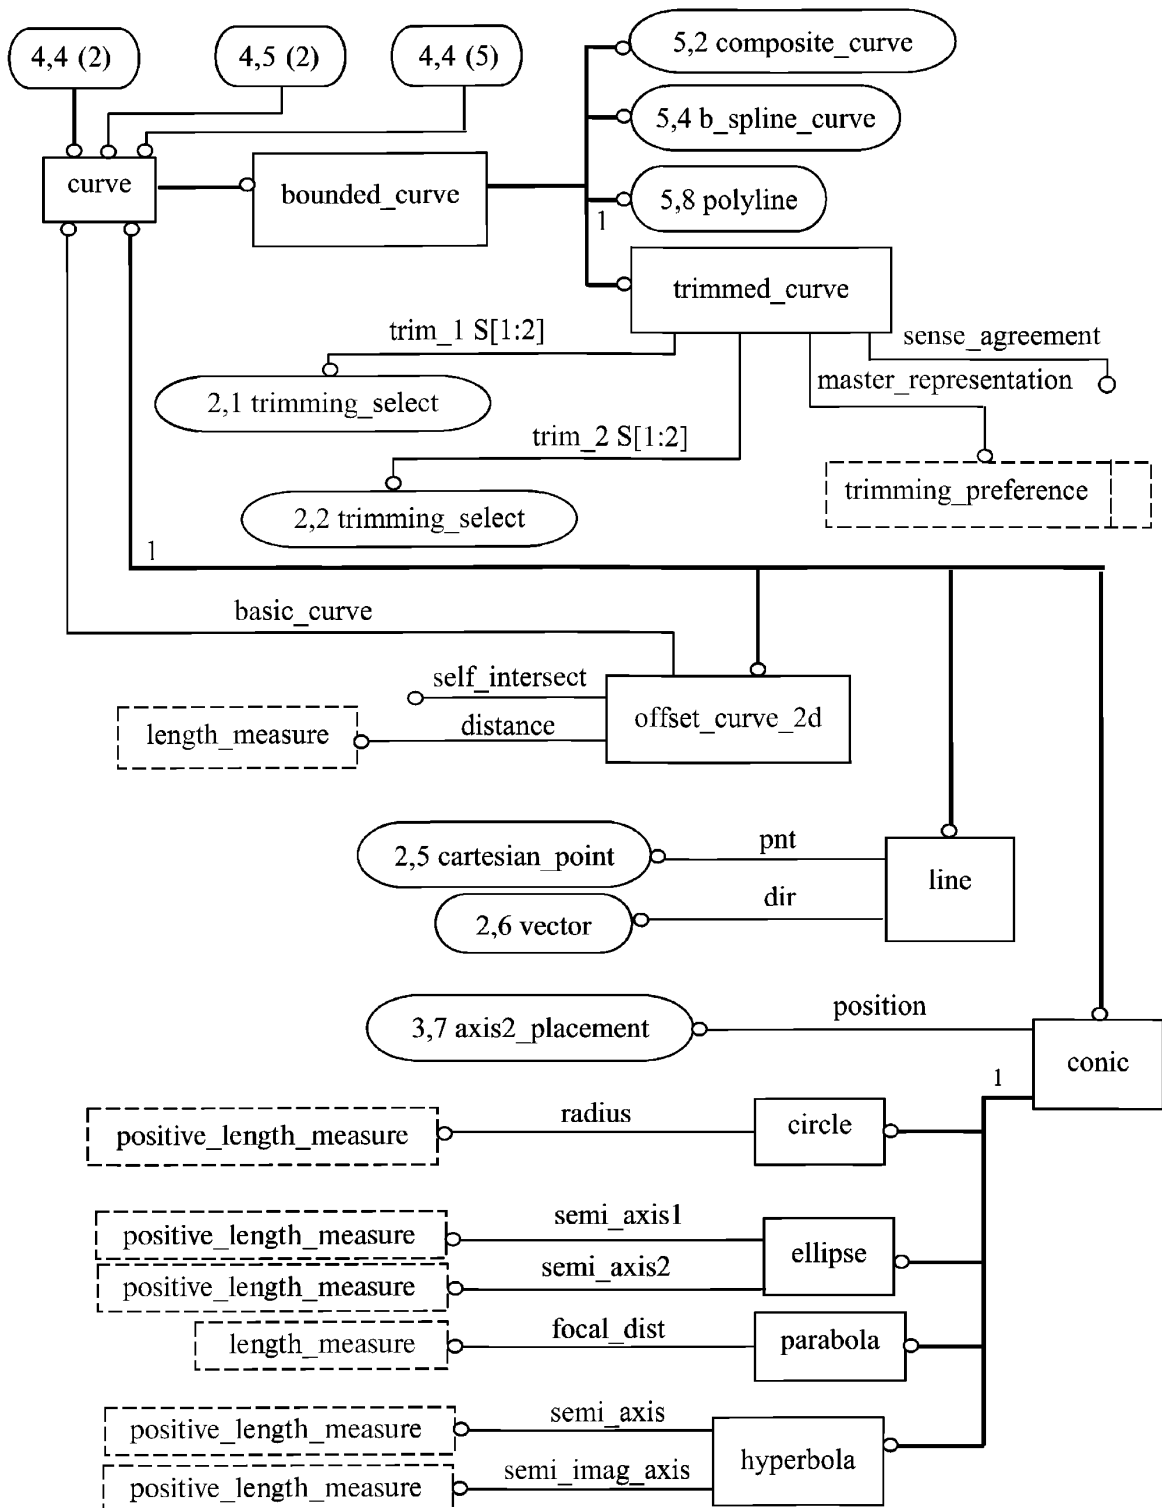 4,4 (2)
4,5 (2)
4,4 (5)
5,2 composite_curve
5,4 b_spline_curve
curve
bounded_curve
5,8 polyline
1
trimmed_curve
trim_1 S[1:2]
sense_agreement
master_representation
2,1 trimming_select
trim_2 S[1:2]
trimming_preference
2,2 trimming_select
1
basic_curve
self_intersect
offset_curve_2d
length_measure
distance
pnt
2,5 cartesian_point
line
dir
2,6 vector
position
3,7 axis2_placement
conic
1
radius
circle
positive_length_measure
semi_axis1
positive_length_measure
ellipse
semi_axis2
positive_length_measure
focal_dist
length_measure
parabola
semi_axis
positive_length_measure
hyperbola
semi_imag_axis
positive_length_measure